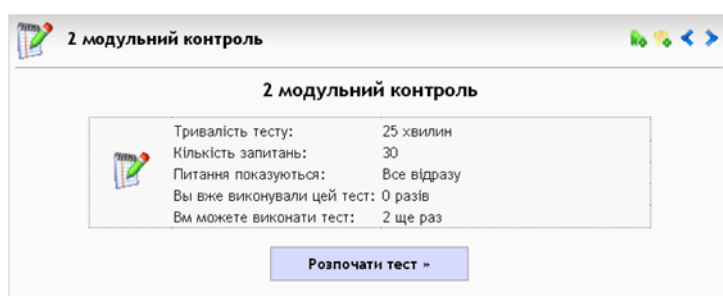 2 модульний контроль
2 модульний контроль
Тривалість тесту: 25 хвилин
Кількість запитань: 30
Питання показуються: Все відразу
Вы вже виконували цей тест: 0 разів
Вм можете виконати тест: 2 ще раз
Розпочати тест »